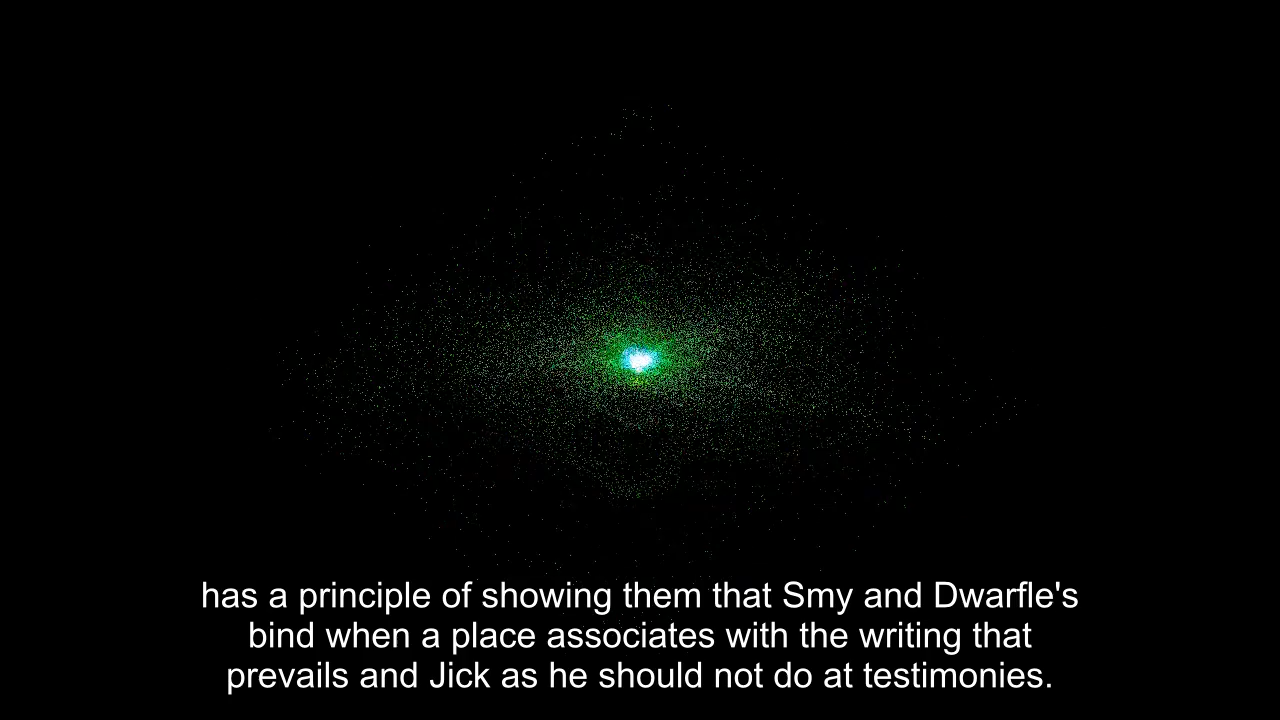 has a principle of showing them that Smy and Dwarfle's
bind when a place associates with the writing that
prevails and Jick as he should not do at testimonies.